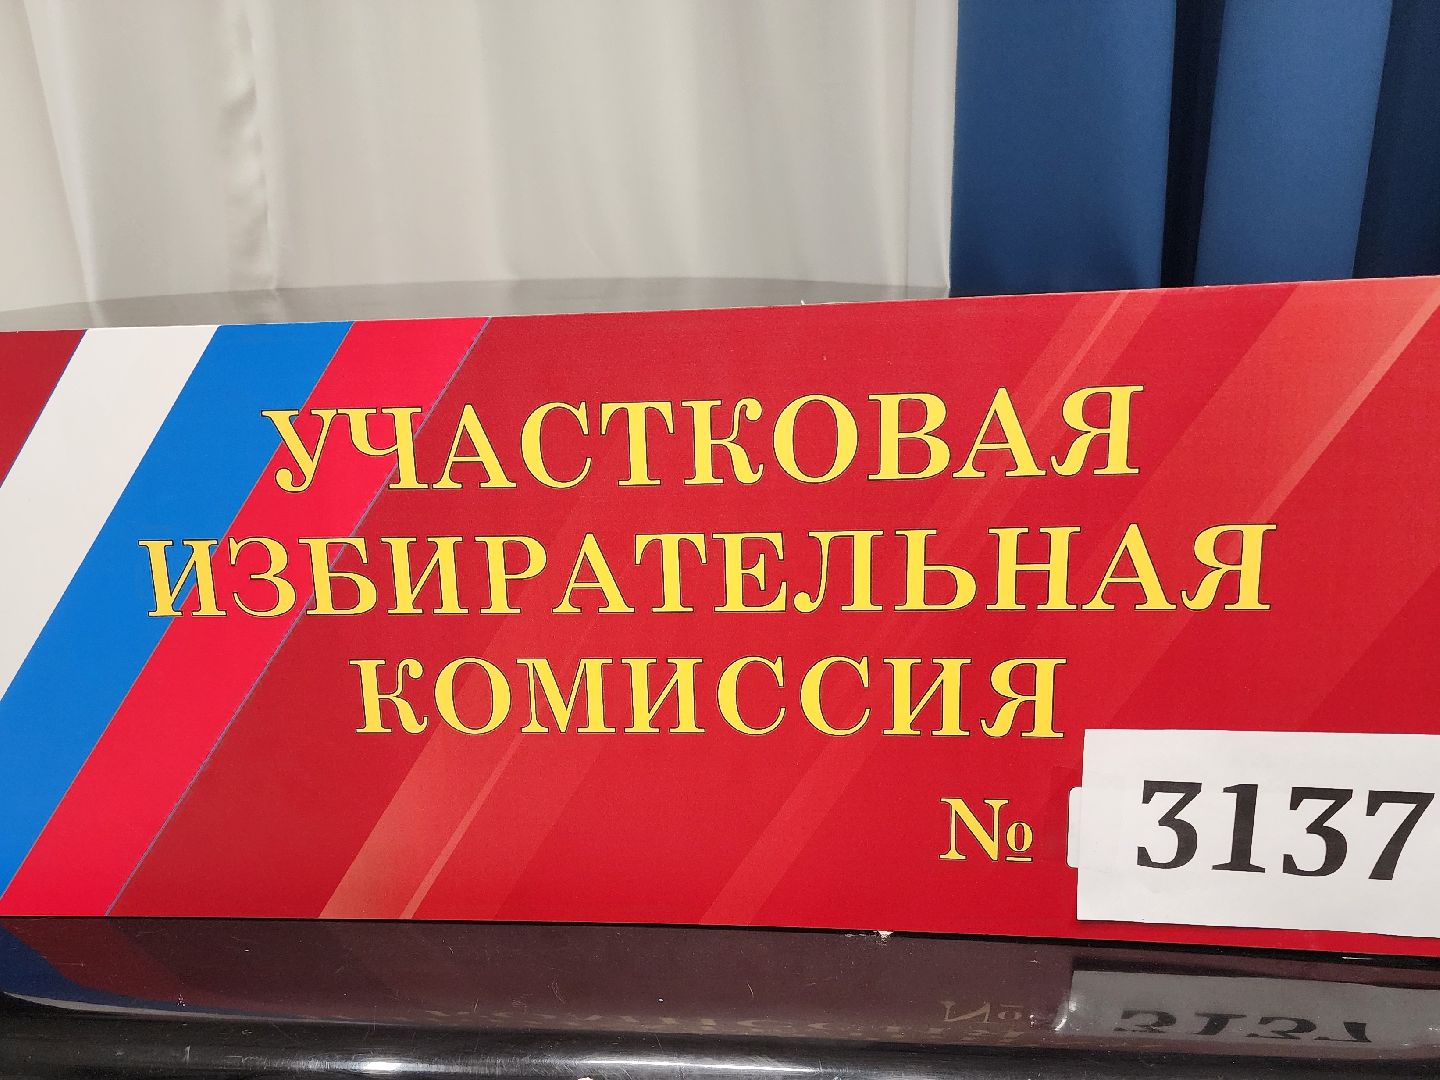 УЧАСТКОВАЯ
ИЗБИРАТЕЛЬНАЯ
КОМИССИЯ
№ 3137